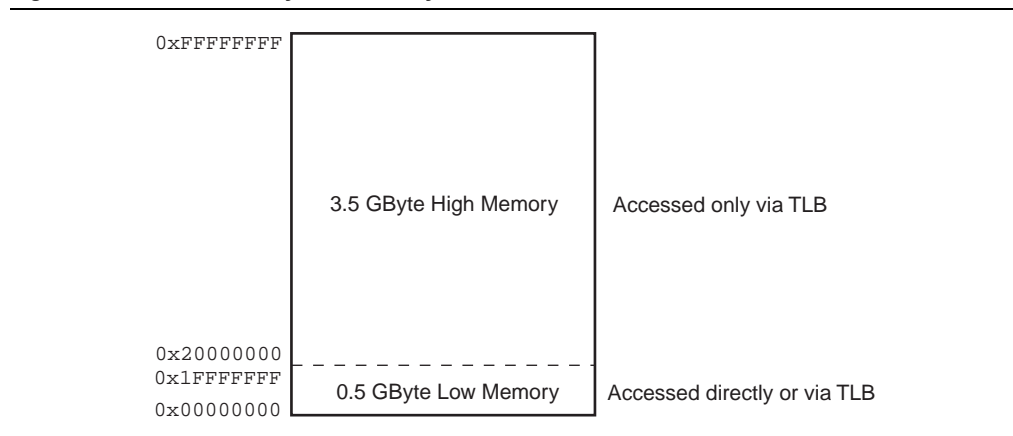 0xFFFFFFFF
3.5 GByte High Memory
Accessed only via TLB
0x20000000
0x1FFFFFFF
0.5 GByte Low Memory
Accessed directly or via TLB
0x00000000